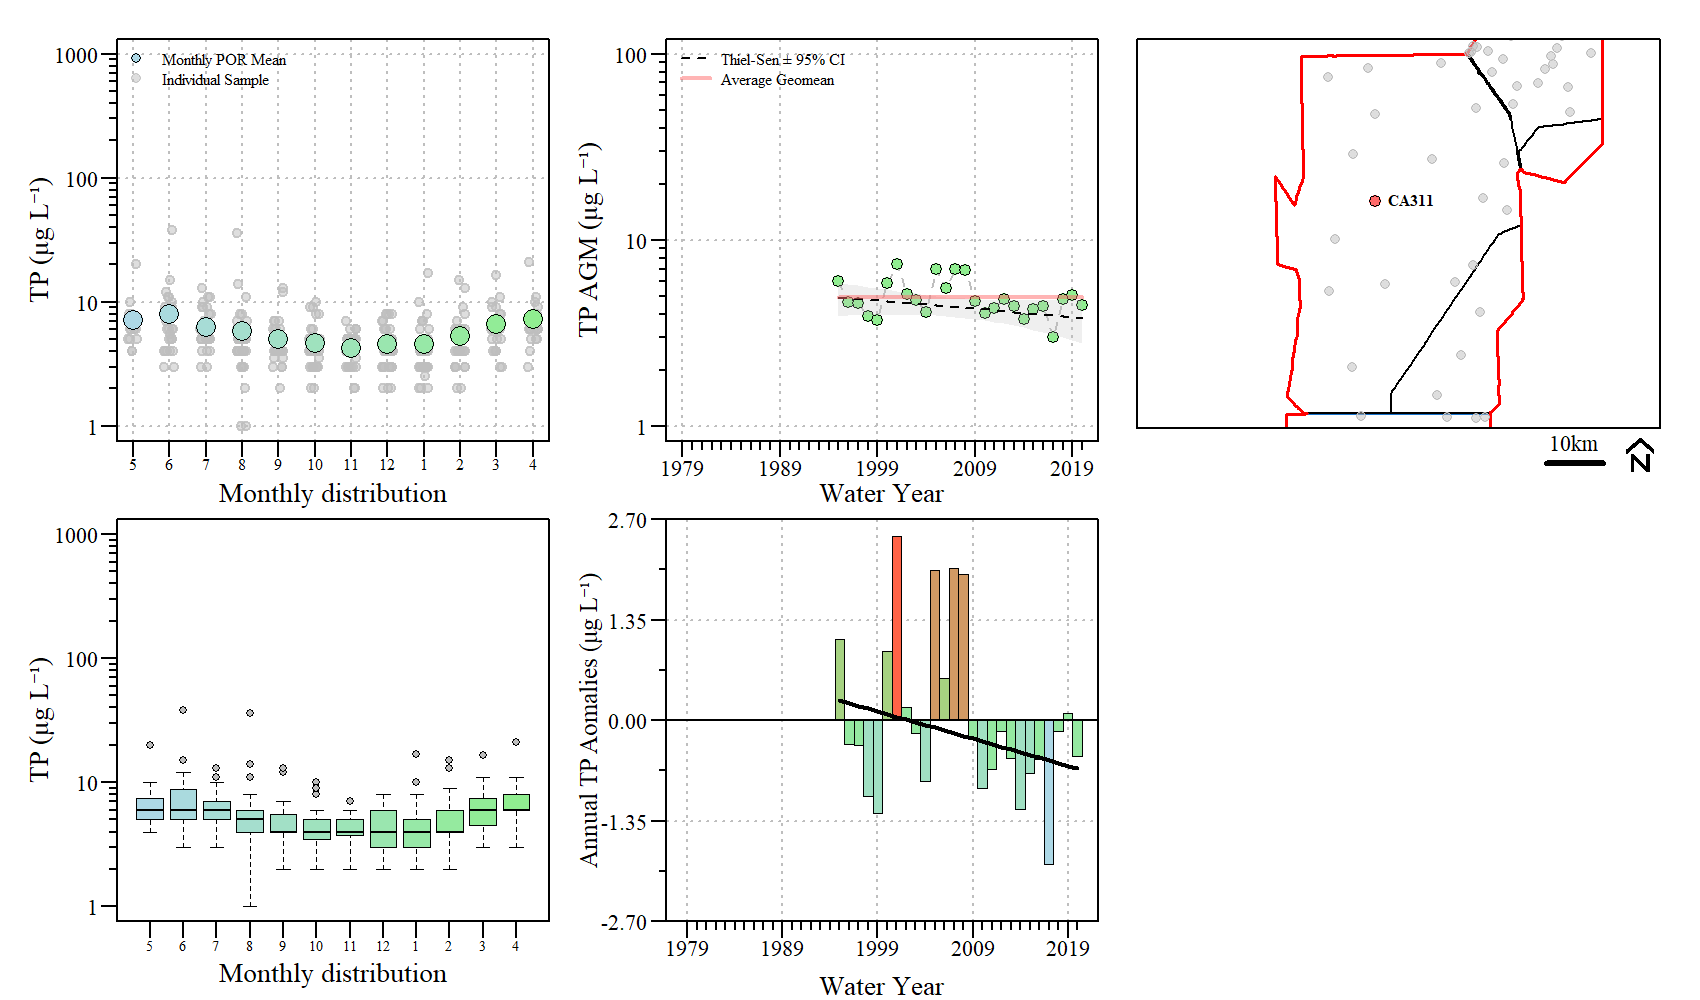 1000
100
10
1
TP (µg L⁻¹)
Monthly POR Mean
Individual Sample
5 6 7 8 9 10 11 12 1 2 3 4
Monthly distribution
100
10
1
TP AGM (µg L⁻¹)
Thiel-Sen ± 95% CI
Average Geomean
1979 1989 1999 2009 2019
Water Year
CA311
10km
N
1000
100
10
1
TP (µg L⁻¹)
5 6 7 8 9 10 11 12 1 2 3 4
Monthly distribution
2.70
1.35
0.00
-1.35
-2.70
Annual TP Aomalies (µg L⁻¹)
1979 1989 1999 2009 2019
Water Year